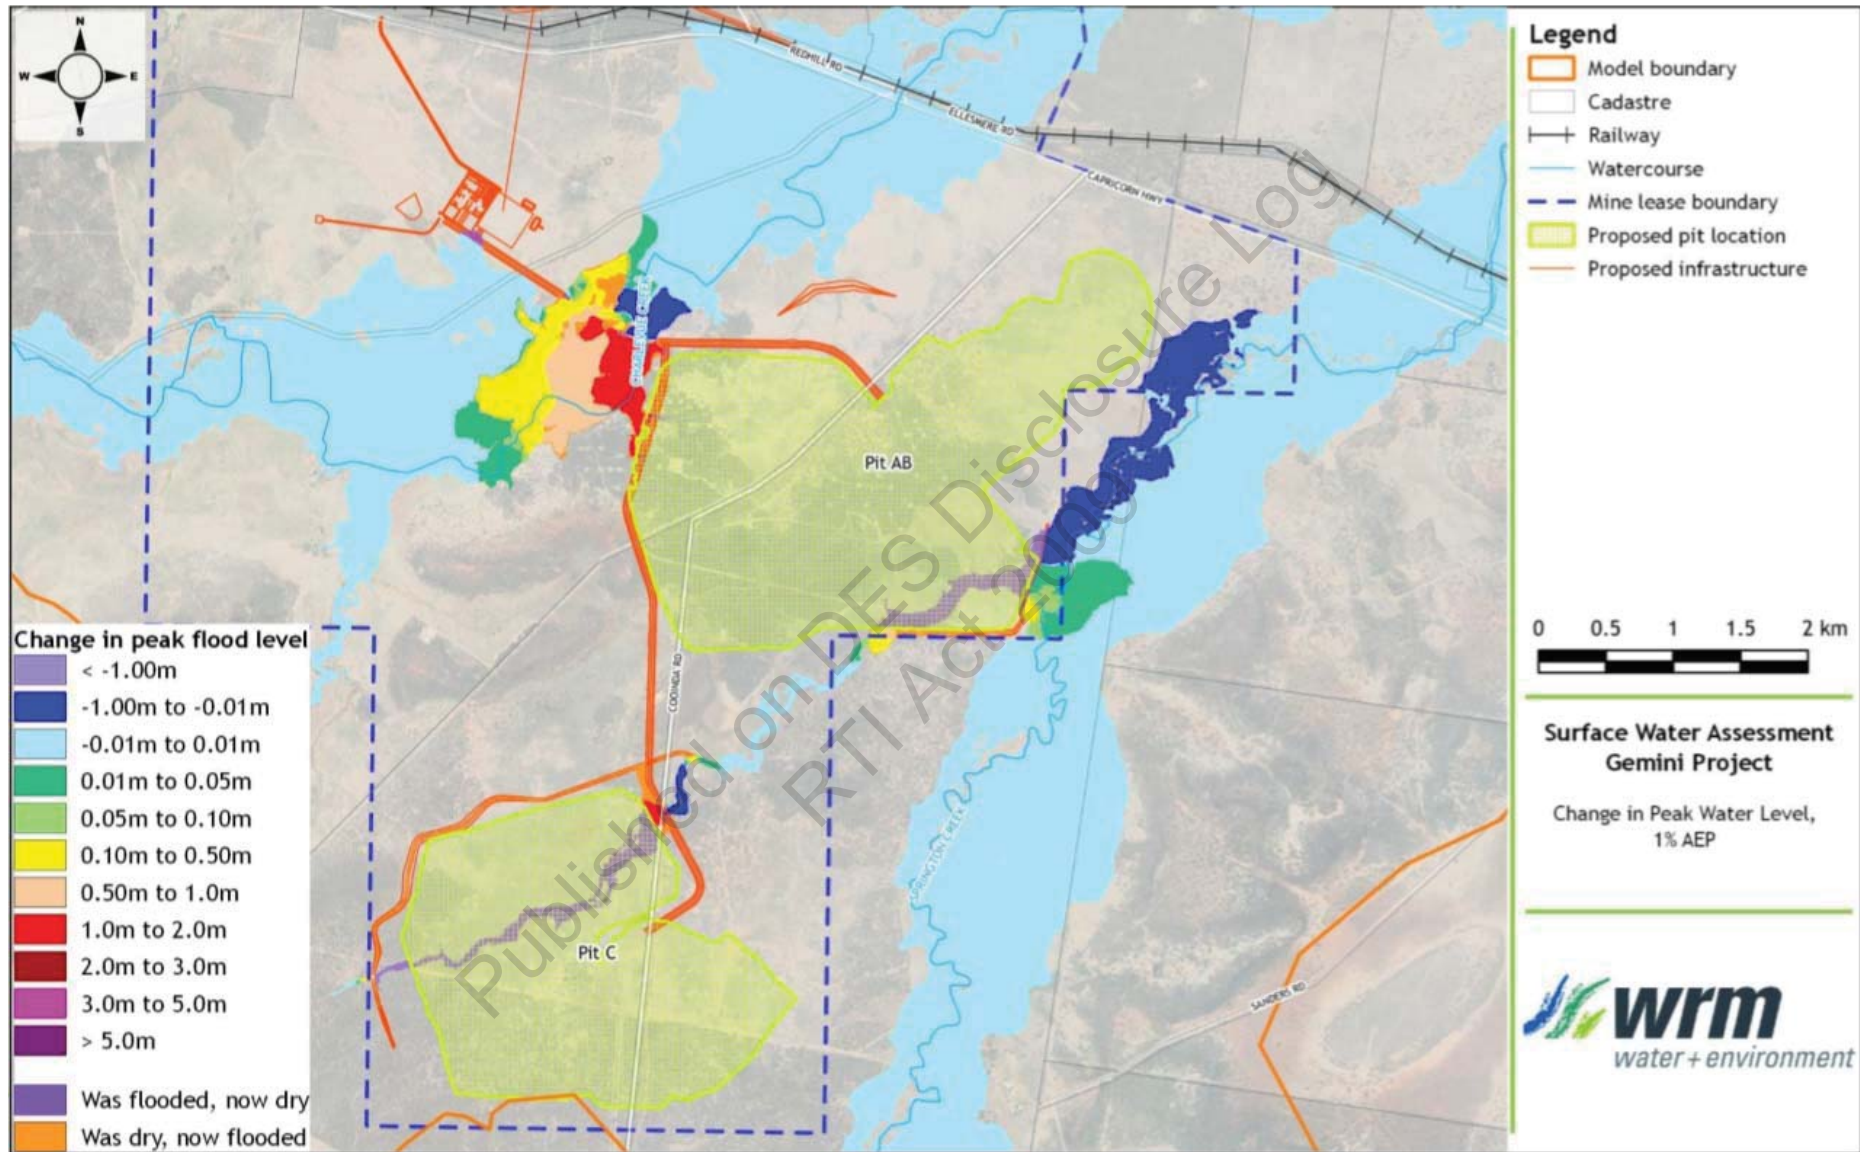 N
W E
S
REDHILL RD
ELLESMERE RD
CAPRICORN HWY
CHARLEVUE CREEK
Pit AB
COOINDA RD
SPRINGTON CREEK
Pit C
SANDERS RD
Published on DES Disclosure Log
RTI Act 2009
Change in peak flood level
< -1.00m
-1.00m to -0.01m
-0.01m to 0.01m
0.01m to 0.05m
0.05m to 0.10m
0.10m to 0.50m
0.50m to 1.0m
1.0m to 2.0m
2.0m to 3.0m
3.0m to 5.0m
> 5.0m
Was flooded, now dry
Was dry, now flooded
Legend
Model boundary
Cadastre
Railway
Watercourse
Mine lease boundary
Proposed pit location
Proposed infrastructure
0 0.5 1 1.5 2 km
Surface Water Assessment
Gemini Project
Change in Peak Water Level,
1% AEP
wrm
water + environment